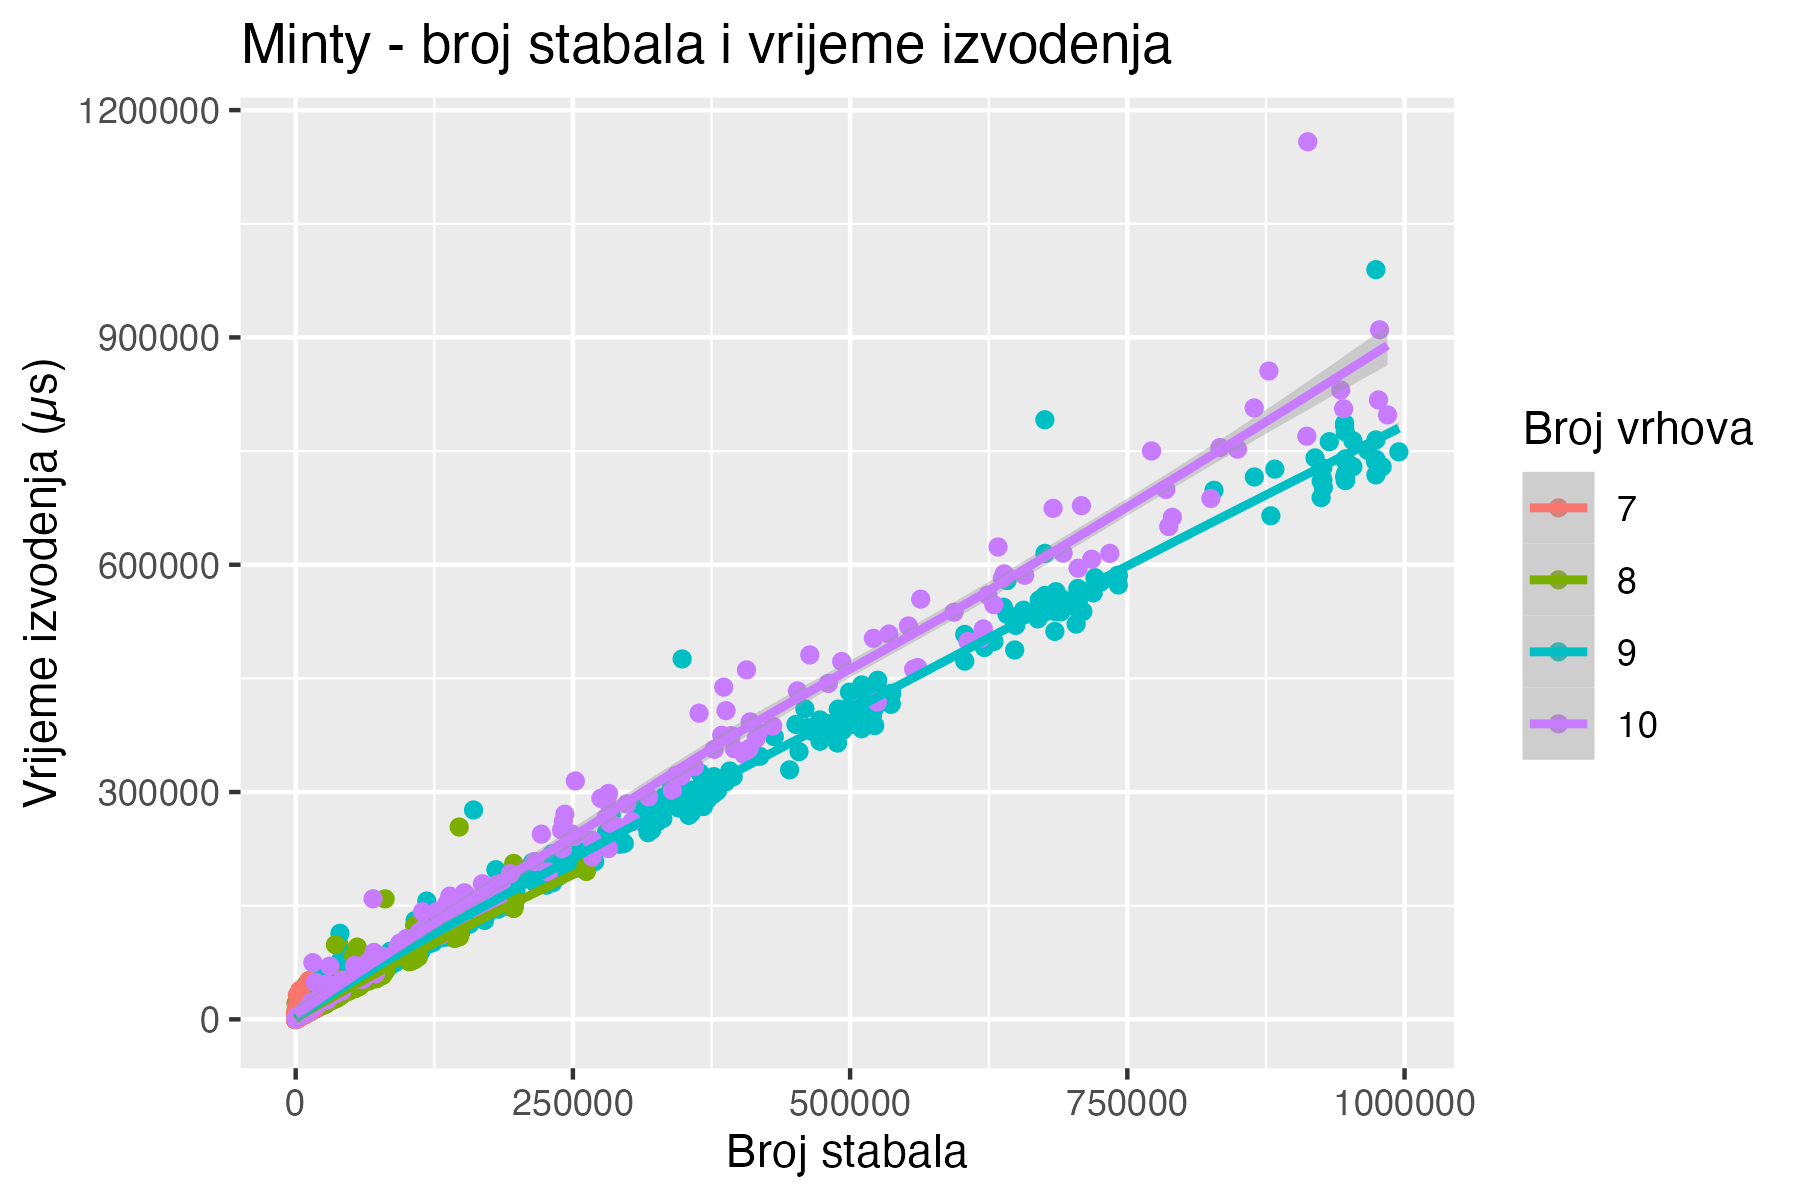 Minty - broj stabala i vrijeme izvodenja
Vrijeme izvodenja (μs)
1200000
900000
600000
300000
0
0 250000 500000 750000 1000000
Broj stabala
Broj vrhova
7
8
9
10